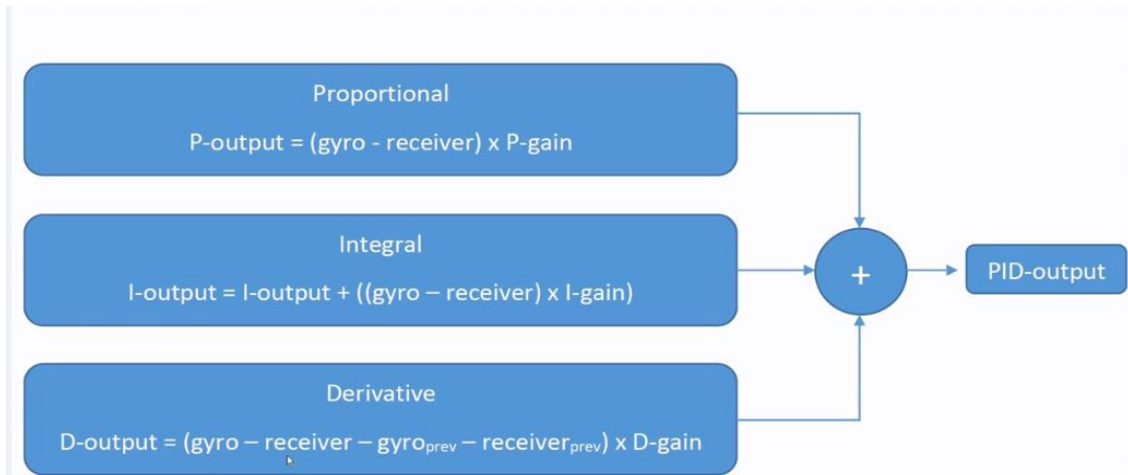 Proportional
P-output = (gyro - receiver) x P-gain
Integral
I-output = I-output + ((gyro – receiver) x I-gain)
+
PID-output
Derivative
D-output = (gyro – receiver – gyroprev – receiverprev) x D-gain